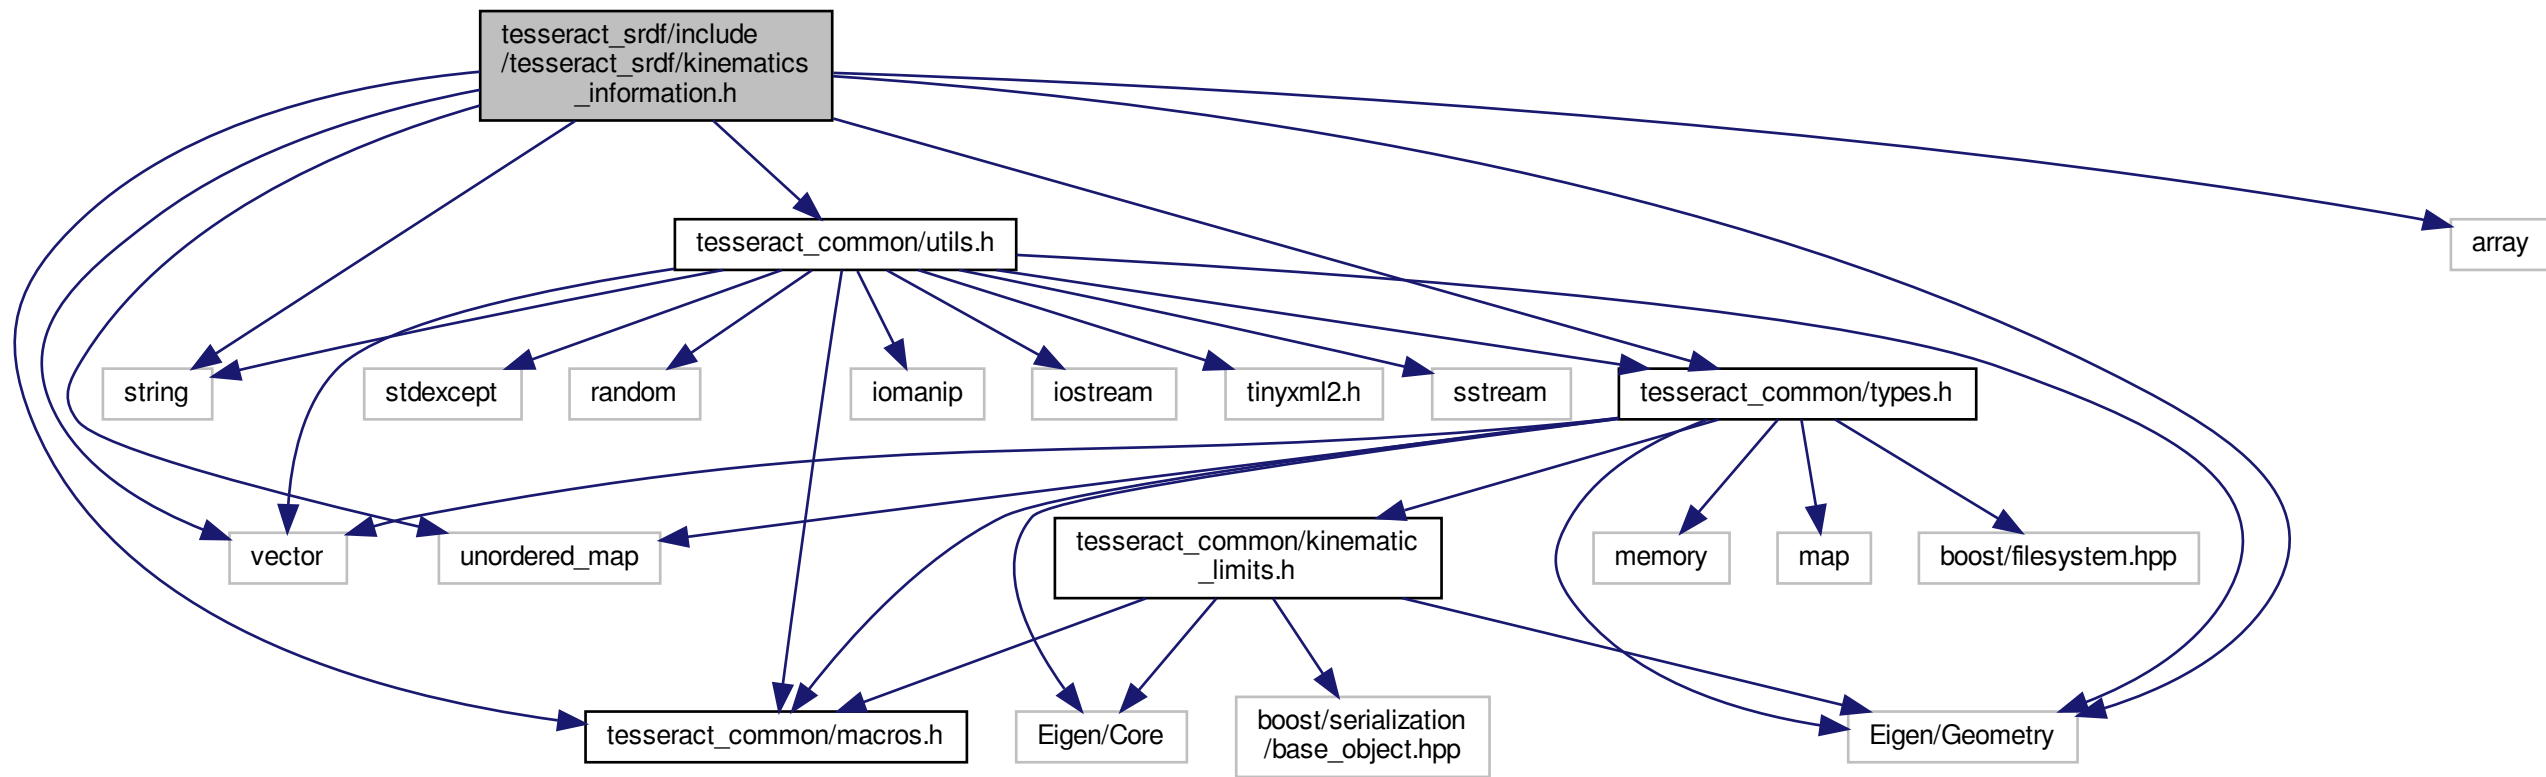 tesseract_srdf/include
/tesseract_srdf/kinematics
_information.h
tesseract_common/utils.h
array
string
stdexcept
random
iomanip
iostream
tinyxml2.h
sstream
tesseract_common/types.h
vector
unordered_map
tesseract_common/kinematic
_limits.h
memory
map
boost/filesystem.hpp
tesseract_common/macros.h
Eigen/Core
boost/serialization
/base_object.hpp
Eigen/Geometry